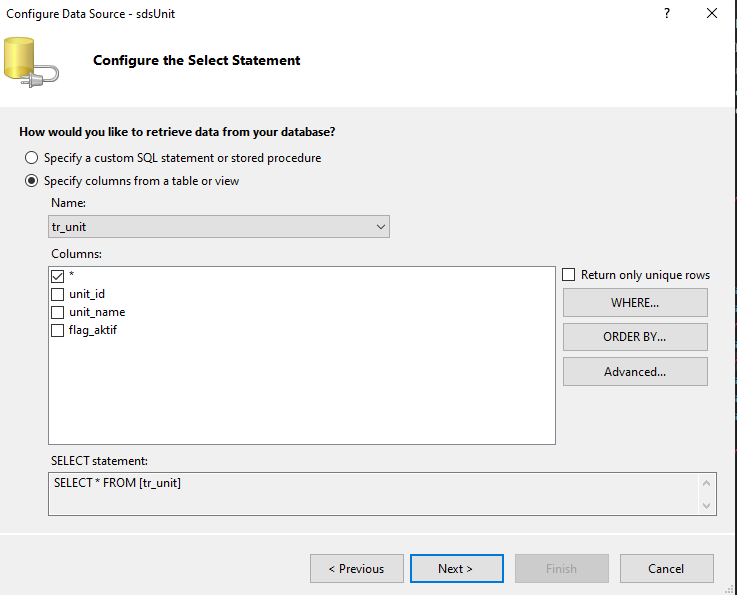 Configure Data Source - sdsUnit
?
Configure the Select Statement
How would you like to retrieve data from your database?
Specify a custom SQL statement or stored procedure
Specify columns from a table or view
Name:
tr_unit
Columns:
*
unit_id
unit_name
flag_aktif
Return only unique rows
WHERE...
ORDER BY...
Advanced...
SELECT statement:
SELECT * FROM [tr_unit]
< Previous
Next >
Finish
Cancel